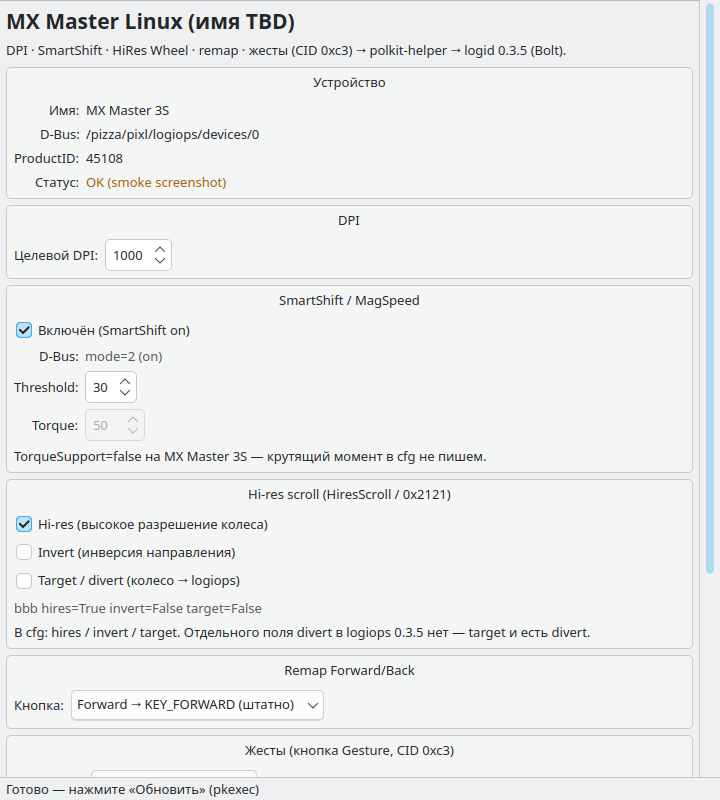 MX Master Linux (имя TBD)
DPI · SmartShift · HiRes Wheel · remap · жесты (CID 0xc3) → polkit-helper → logid 0.3.5 (Bolt).
Устройство
Имя: MX Master 3S
D-Bus: /pizza/pixl/logiops/devices/0
ProductID: 45108
Статус: OK (smoke screenshot)
DPI
Целевой DPI: 1000
SmartShift / MagSpeed
Включён (SmartShift on)
D-Bus: mode=2 (on)
Threshold: 30
Torque: 50
TorqueSupport=false на MX Master 3S — крутящий момент в cfg не пишем.
Hi-res scroll (HiresScroll / 0x2121)
Hi-res (высокое разрешение колеса)
Invert (инверсия направления)
Target / divert (колесо → logiops)
bbb hires=True invert=False target=False
В cfg: hires / invert / target. Отдельного поля divert в logiops 0.3.5 нет — target и есть divert.
Remap Forward/Back
Кнопка: Forward → KEY_FORWARD (штатно)
Жесты (кнопка Gesture, CID 0xc3)
Готово — нажмите «Обновить» (pkexec)